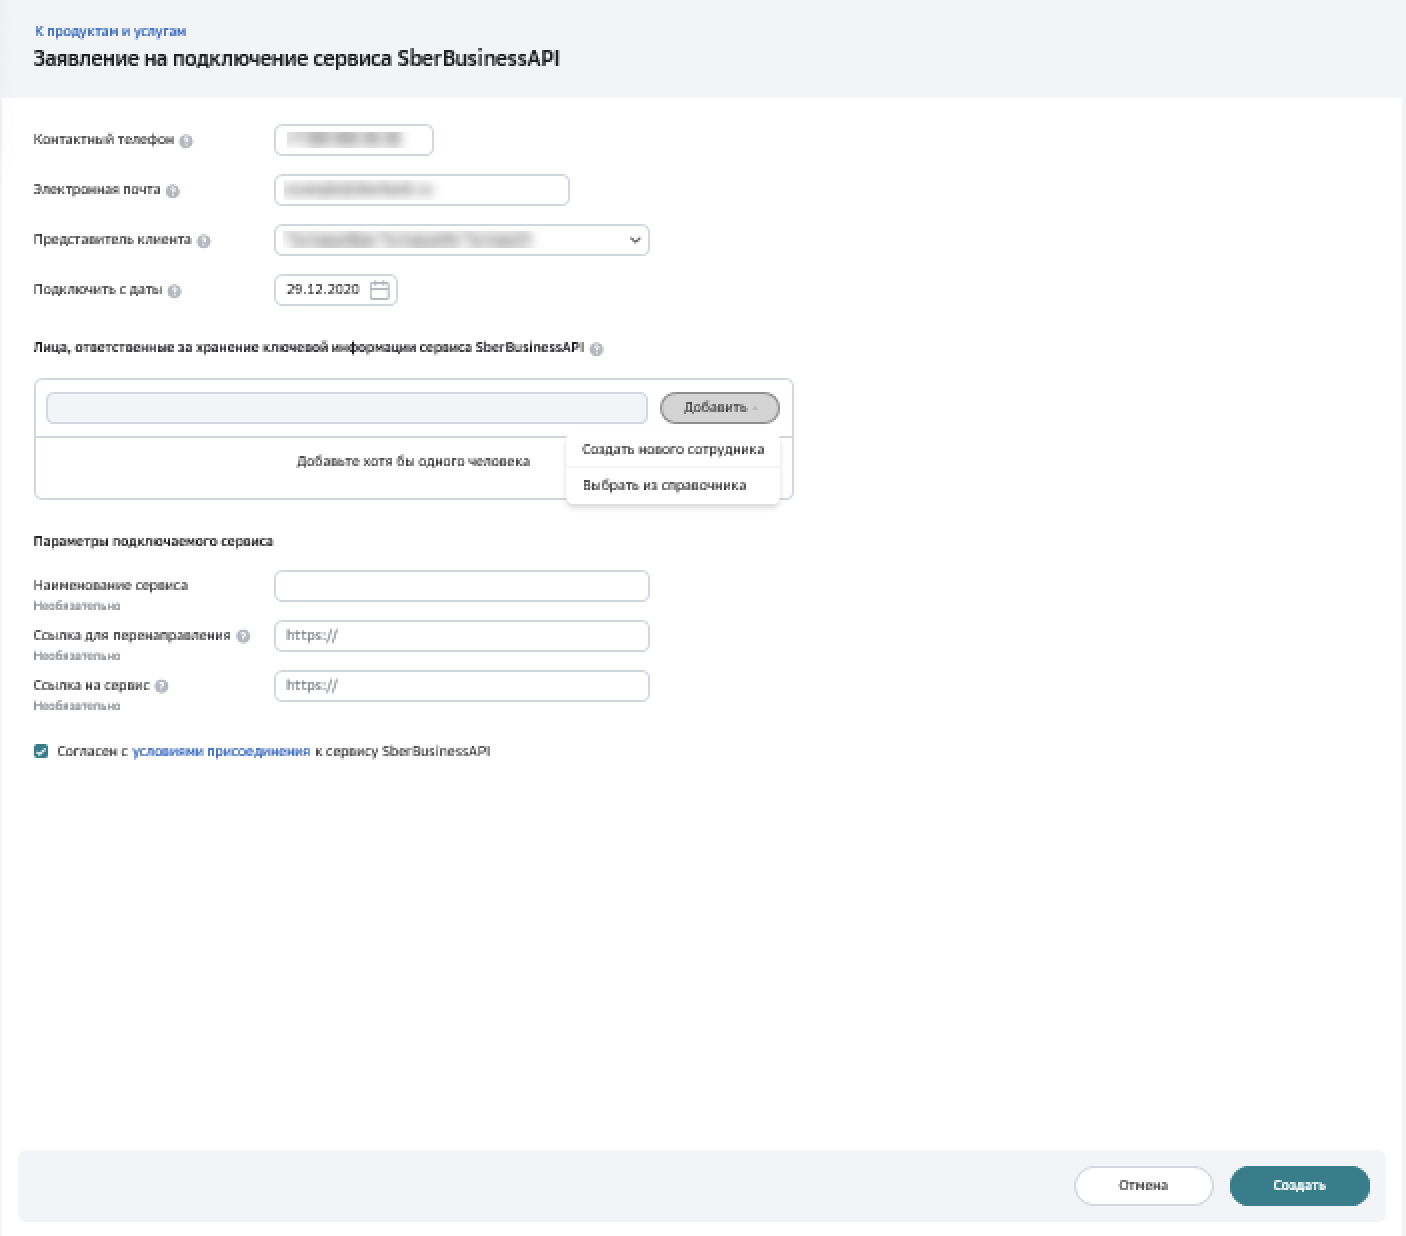 К продуктам и услугам
Заявление на подключение сервиса SberBusinessAPI
Контактный телефон
Электронная почта
Представитель клиента
Подключить с даты 29.12.2020
Лица, ответственные за хранение ключевой информации сервиса SberBusinessAPI
Добавить
Создать нового сотрудника
Добавьте хотя бы одного человека
Выбрать из справочника
Параметры подключаемого сервиса
Наименование сервиса
Необязательно
Ссылка для перенаправления https://
Необязательно
Ссылка на сервис https://
Необязательно
Согласен с условиями присоединения к сервису SberBusinessAPI
Отмена Создать